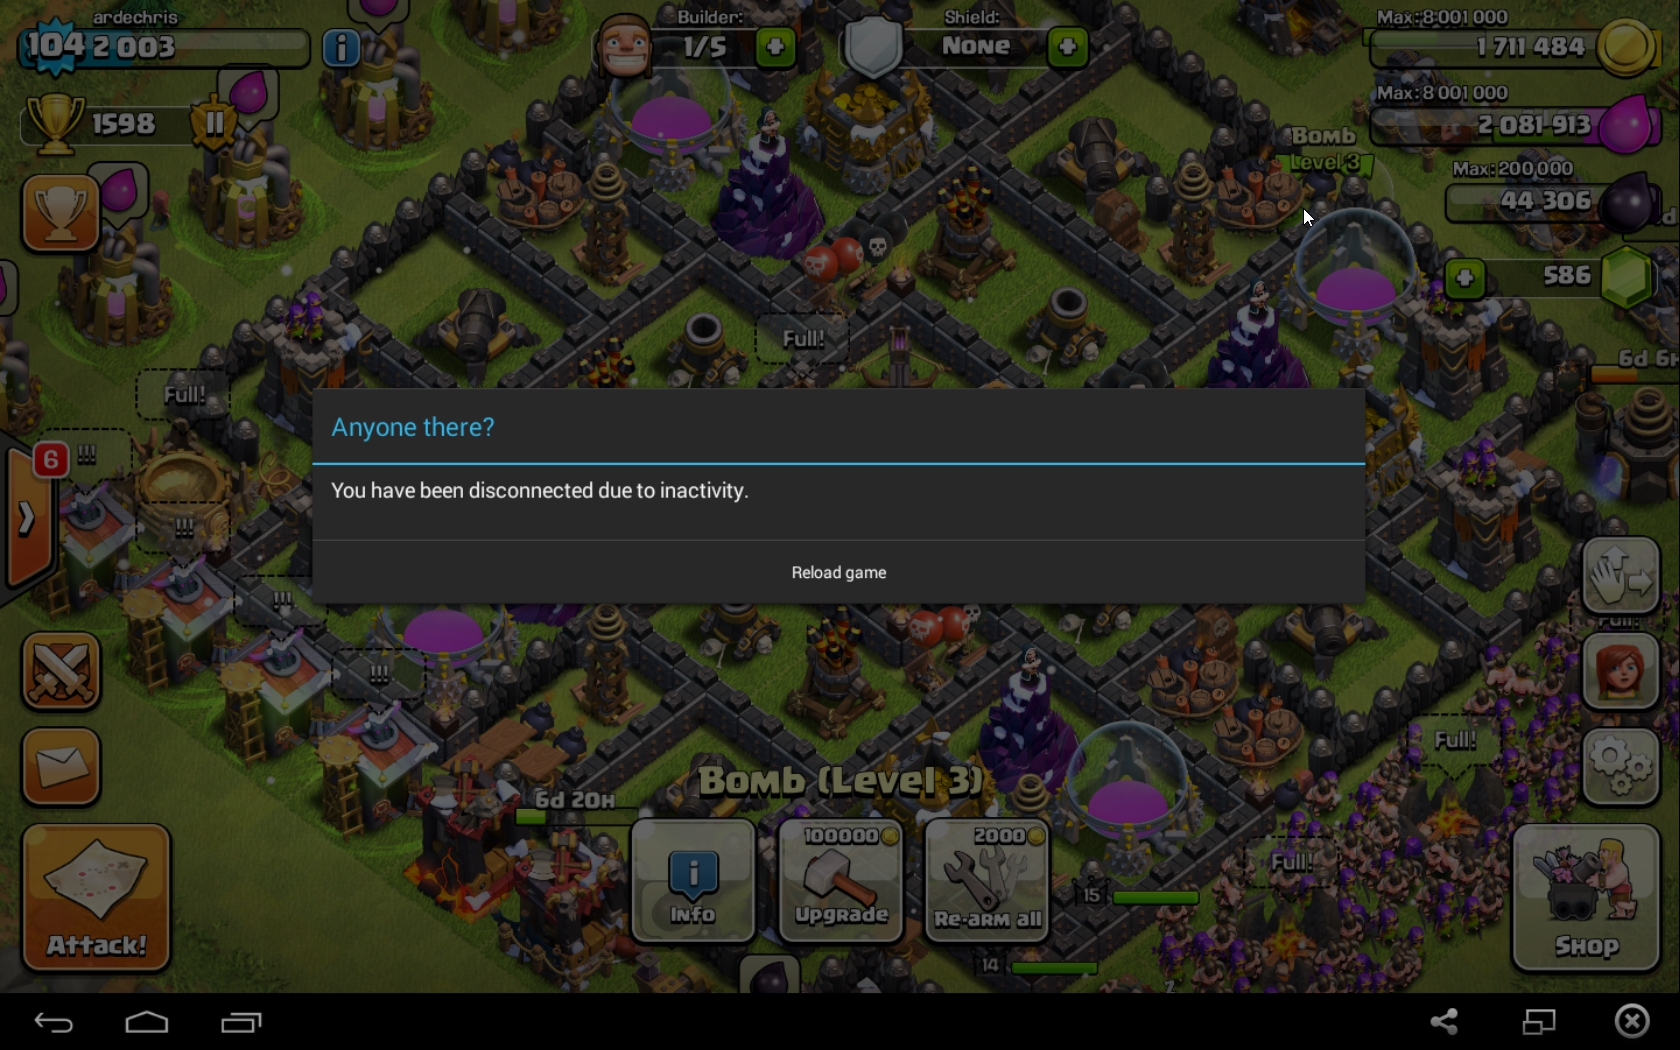 ardechris
104 2 003
Builder:
1/5
Shield:
None
Max: 8 001 000
1 711 484
Max: 8 001 000
2 081 913
Max: 200 000
44 306
586
1598
Bomb
Level 3
Full!
Full!
6d 6H
6
!!!
!!!
!!!
!!!
Anyone there?
You have been disconnected due to inactivity.
Reload game
Full!
Full!
Full!
6d 20H
Bomb (Level 3)
Info
100000
Upgrade
2000
Re-arm all
15
14
Attack!
Shop